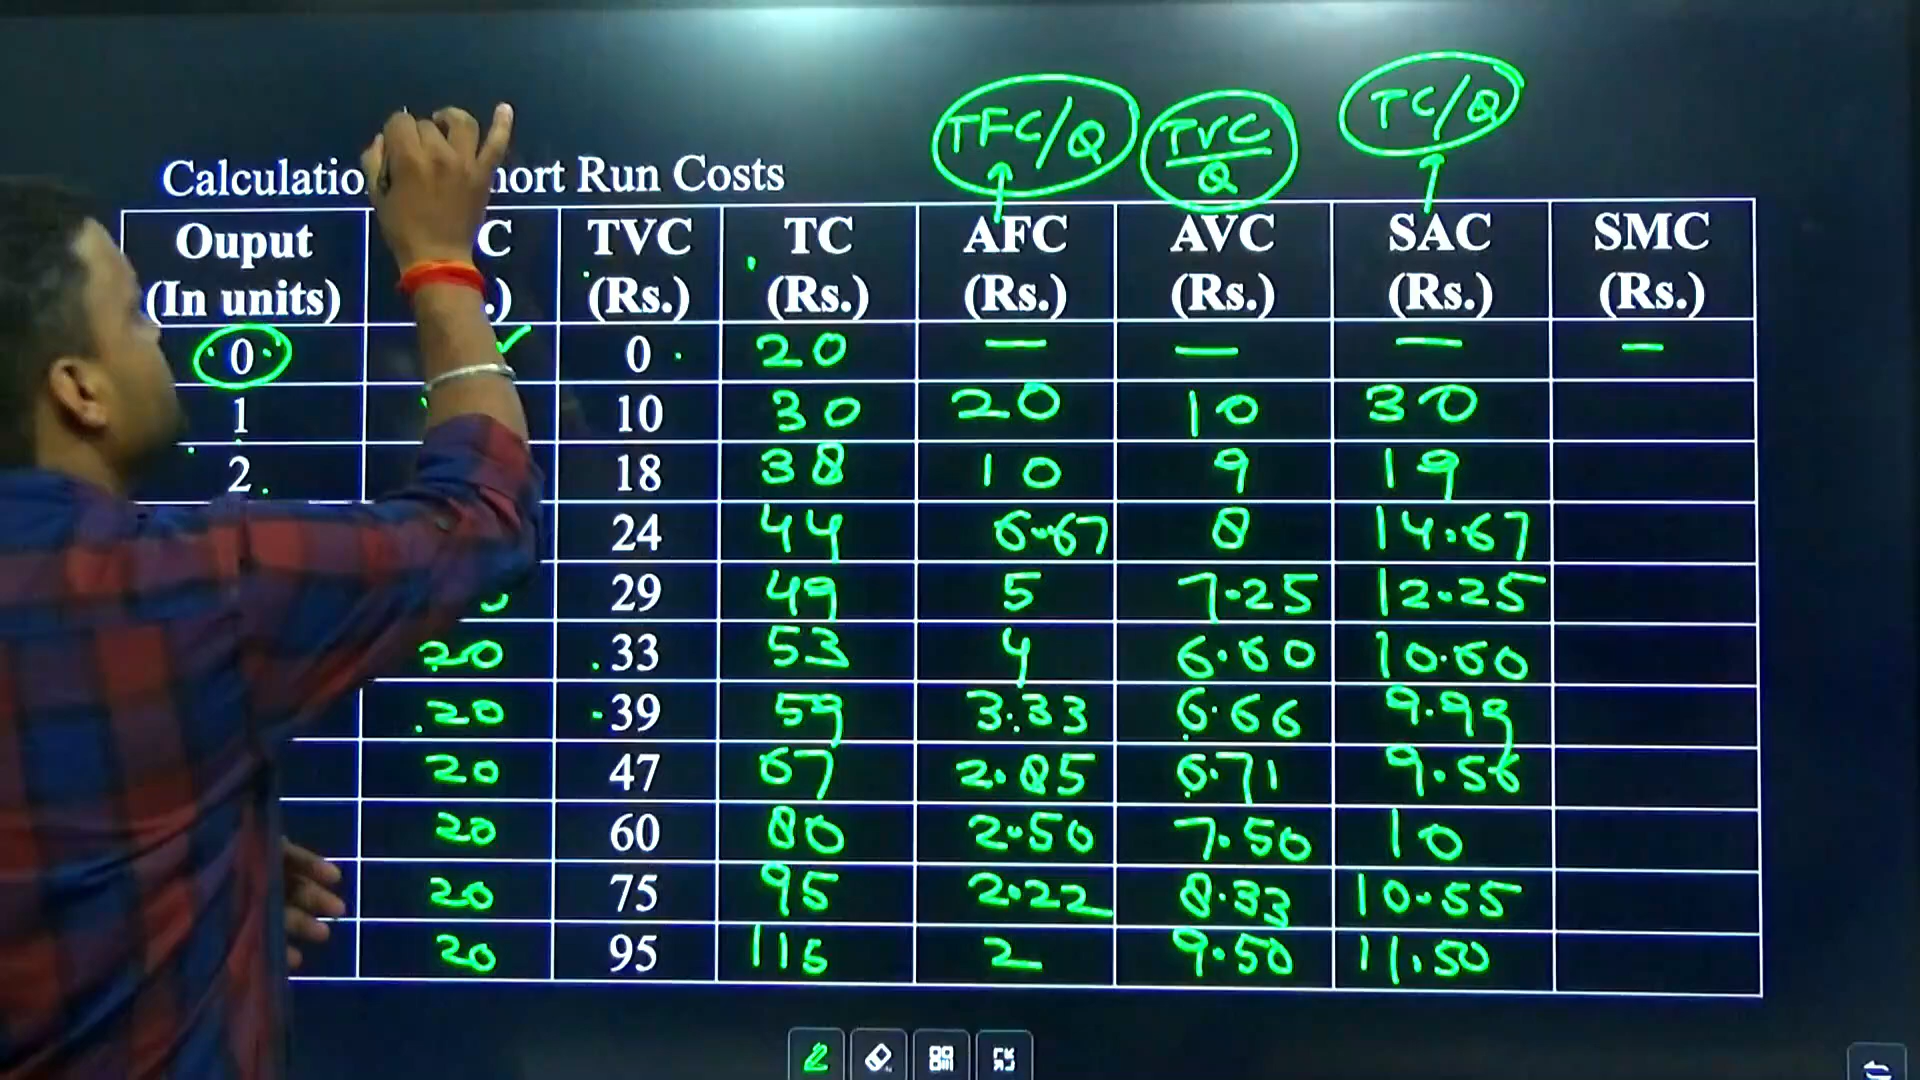 TFC/Q TVC/Q TC/Q
Calculatio hort Run Costs
Ouput (In units) C .) TVC (Rs.) TC (Rs.) AFC (Rs.) AVC (Rs.) SAC (Rs.) SMC (Rs.)
0 ✓ 0 20 — — — —
1 10 30 20 10 30
2 18 38 10 9 19
24 44 6.67 8 14.67
29 49 5 7.25 12.25
20 33 53 4 6.60 10.60
20 39 59 3.33 6.66 9.99
20 47 67 2.85 6.71 9.56
20 60 80 2.50 7.50 10
20 75 95 2.22 8.33 10.55
20 95 115 2 9.50 11.50